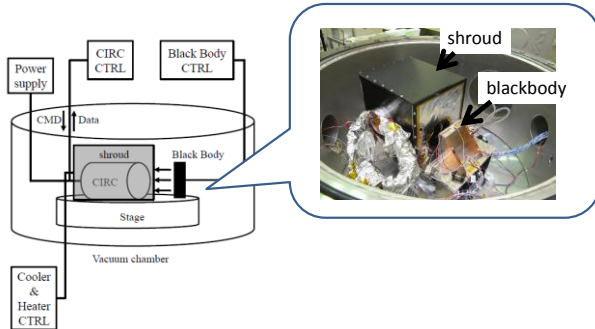 CIRC
CTRL
Black Body
CTRL
Power
supply
CMD
Data
shroud
Black Body
CIRC
Stage
Vacuum chamber
Cooler
&
Heater
CTRL
shroud
blackbody